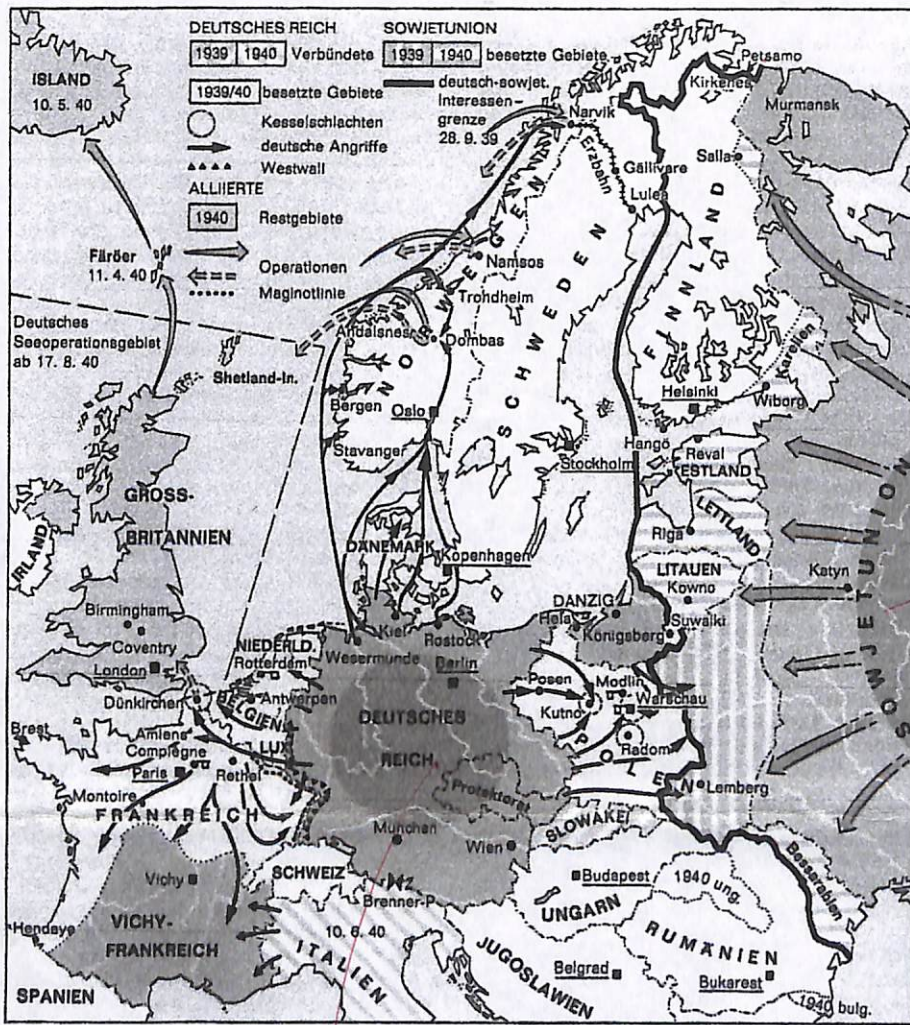 DEUTSCHES REICH
1939 1940 Verbündete
1939/40 besetzte Gebiete
Kesselschlachten
deutsche Angriffe
Westwall
ALLIIERTE
1940 Restgebiete
Operationen
Maginotlinie
SOWJETUNION
1939 1940 besetzte Gebiete
deutsch-sowjet.
Interessen-
grenze
28. 9. 39
ISLAND
10. 5. 40
Färöer
11. 4. 40
Deutsches
Seeoperationsgebiet
ab 17. 8. 40
Shetland-In.
Petsamo
Kirkenes
Murmansk
Narvik
Erzbahn
Gällivare
Salla
Lulea
Namsos
Trohdheim
Andalsnes
Dombas
NORWEGEN
SCHWEDEN
FINNLAND
Karelien
Bergen
Oslo
Stavanger
Helsinki
Wiborg
Hangö
Stockholm
Reval
ESTLAND
LETTLAND
Riga
LITAUEN
Kowno
Katyn
SOWJETUNION
GROSS-
BRITANNIEN
IRLAND
DÄNEMARK
Kopenhagen
Birmingham
Coventry
London
Kiel
Rostock
Wesermünde
DANZIG
Hela
Königsberg
Suwalki
NIEDERLD.
Rotterdam
Berlin
Antwerpen
Dünkirchen
BELGIEN
LUX
DEUTSCHES
REICH
Posen
Modlin
Warschau
Kutno
Radom
POLEN
Lemberg
Brest
Amiens
Compiègne
Paris
Rethel
Montoire
FRANKREICH
Protektorat
SLOWAKEI
München
Wien
Bessarabien
Vichy
SCHWEIZ
Brenner-P.
Budapest
1940 ung.
UNGARN
Hendaye
VICHY-
FRANKREICH
10. 6. 40
ITALIEN
JUGOSLAWIEN
RUMÄNIEN
Belgrad
Bukarest
SPANIEN
1940 bulg.